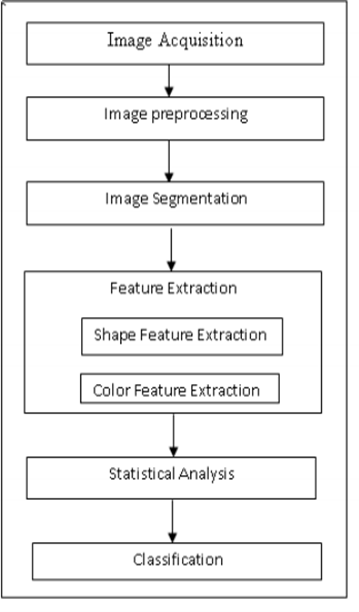 Image Acquisition
Image preprocessing
Image Segmentation
Feature Extraction
Shape Feature Extraction
Color Feature Extraction
Statistical Analysis
Classification